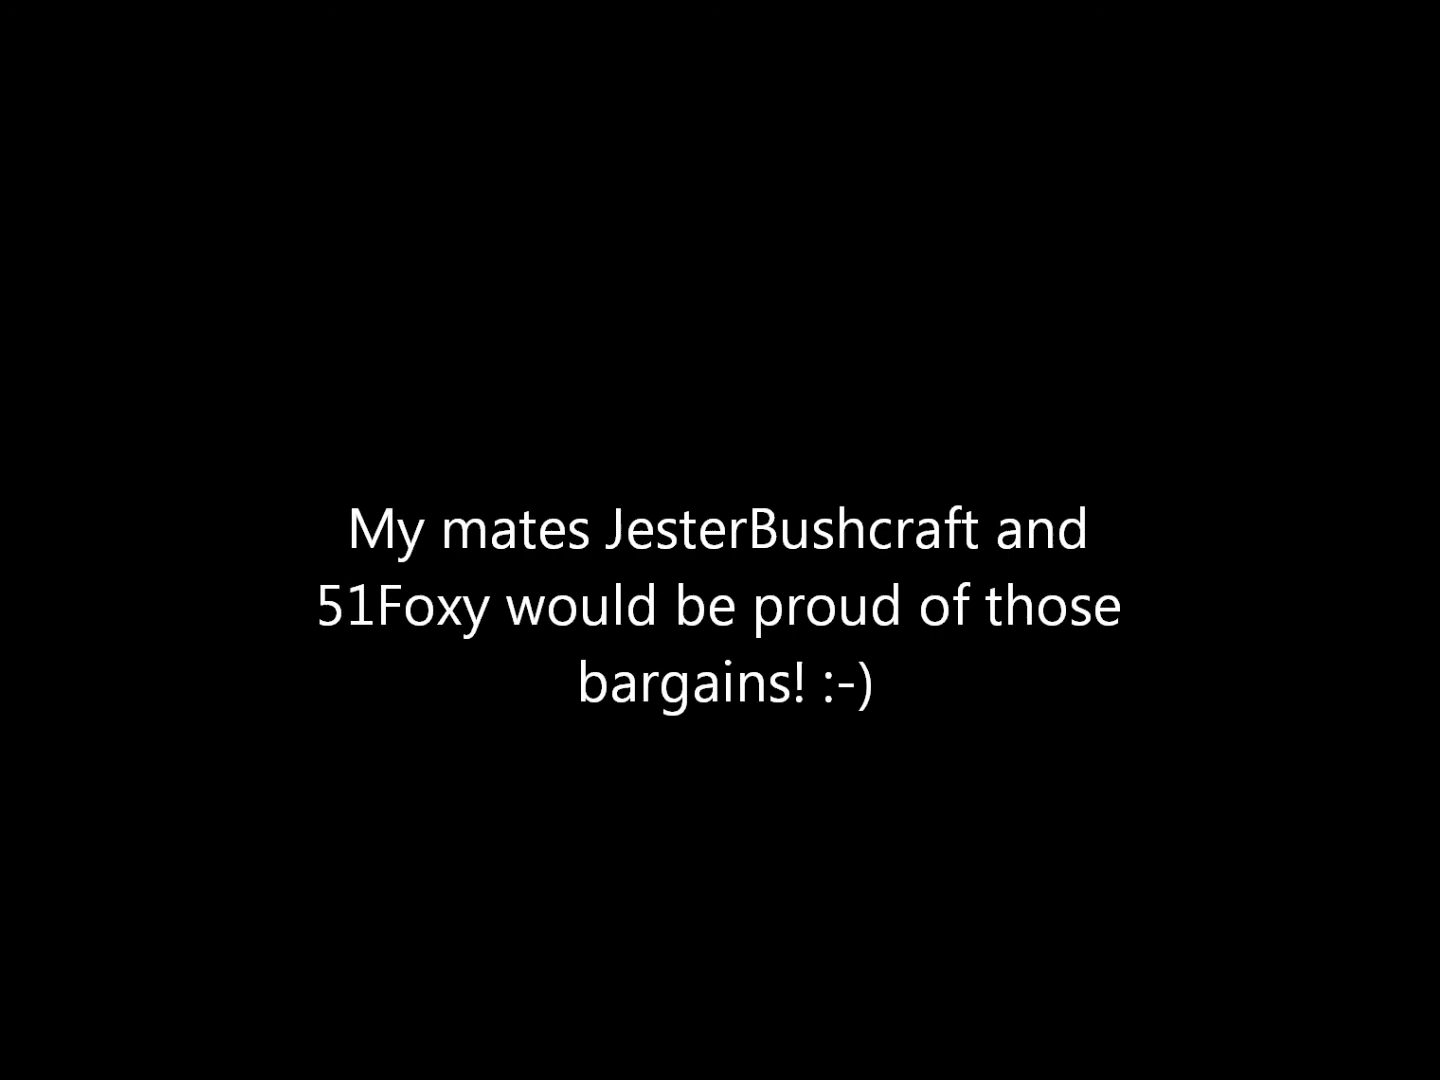 My mates JesterBushcraft and
51Foxy would be proud of those
bargains! :-)